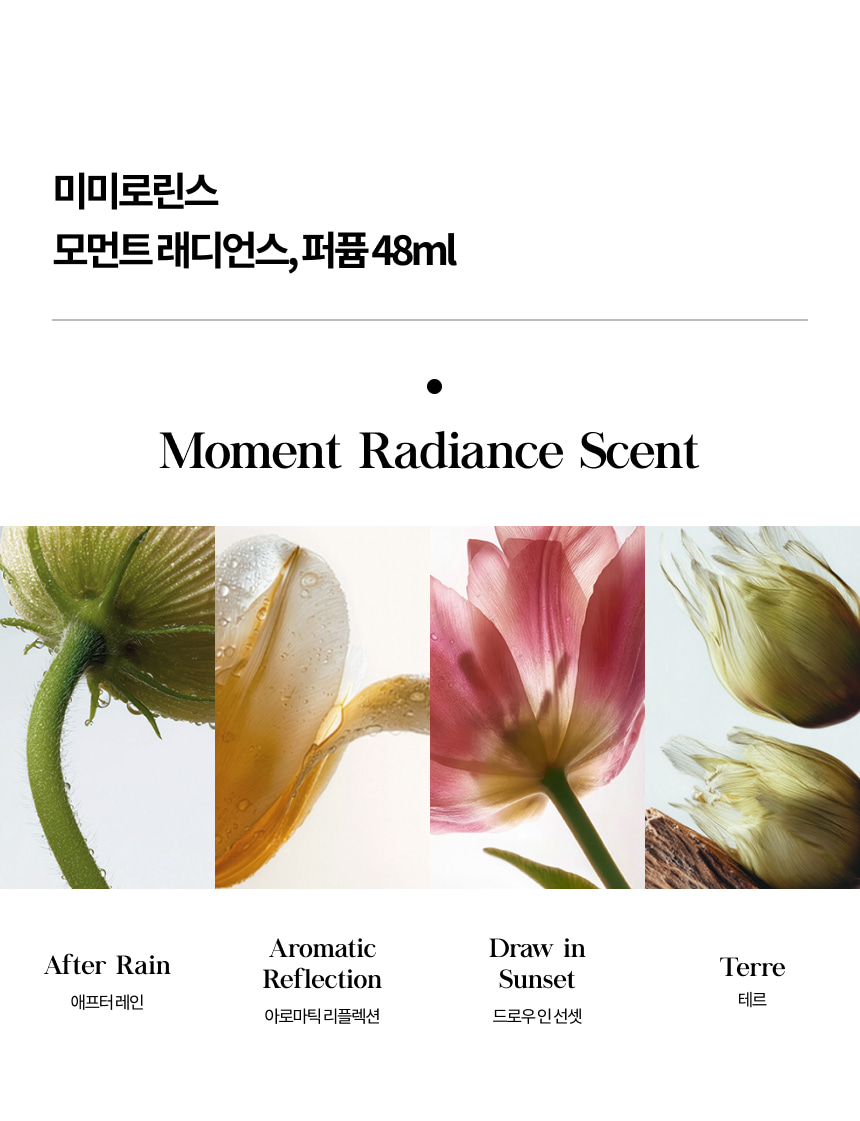 미미로린스
모먼트 래디언스, 퍼퓸 48ml
Moment Radiance Scent
After Rain
애프터 레인
Aromatic
Reflection
아로마틱 리플렉션
Draw in
Sunset
드로우 인 선셋
Terre
테르